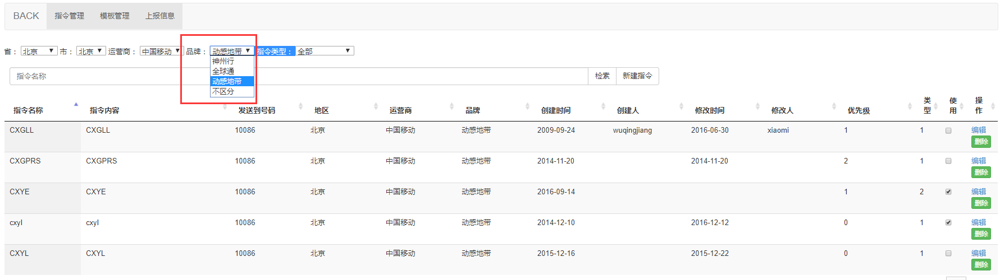 BACK 指令管理 模板管理 上报信息
省： 北京 市： 北京 运营商： 中国移动 品牌： 动感地带 指令类型： 全部
神州行
全球通
动感地带
不区分
指令名称 检索 新建指令
指令名称 指令内容 发送到号码 地区 运营商 品牌 创建时间 创建人 修改时间 修改人 优先级 类型 使用 操作
CXGLL CXGLL 10086 北京 中国移动 动感地带 2009-09-24 wuqingjiang 2016-06-30 xiaomi 1 1 编辑
删除
CXGPRS CXGPRS 10086 北京 中国移动 动感地带 2014-11-20 2014-11-20 2 1 编辑
删除
CXYE CXYE 10086 北京 中国移动 动感地带 2016-09-14 1 2 编辑
删除
cxyl cxyl 10086 北京 中国移动 动感地带 2014-12-10 2016-12-12 0 1 编辑
删除
CXYL CXYL 10086 北京 中国移动 动感地带 2015-12-16 2015-12-22 0 1 编辑
删除